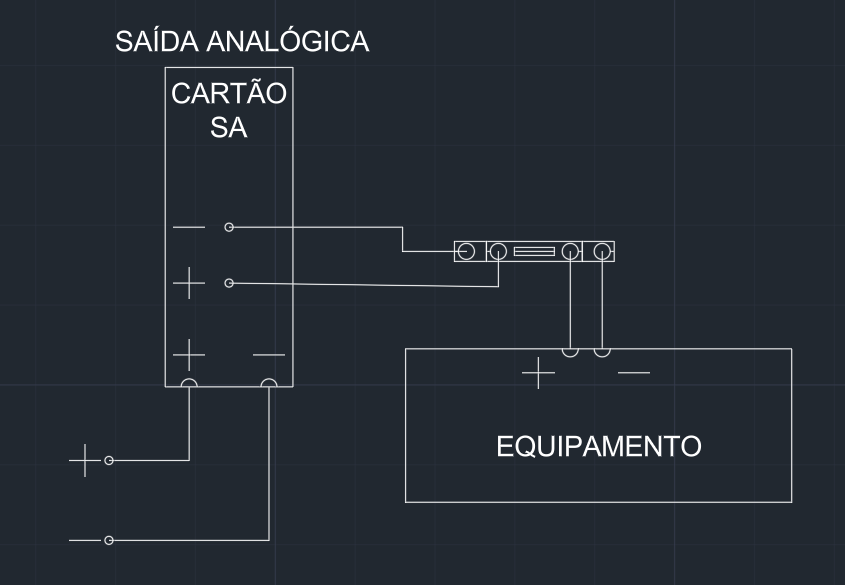 SAÍDA ANALÓGICA
CARTÃO
SA
−
+
+ −
+ −
EQUIPAMENTO
+
−